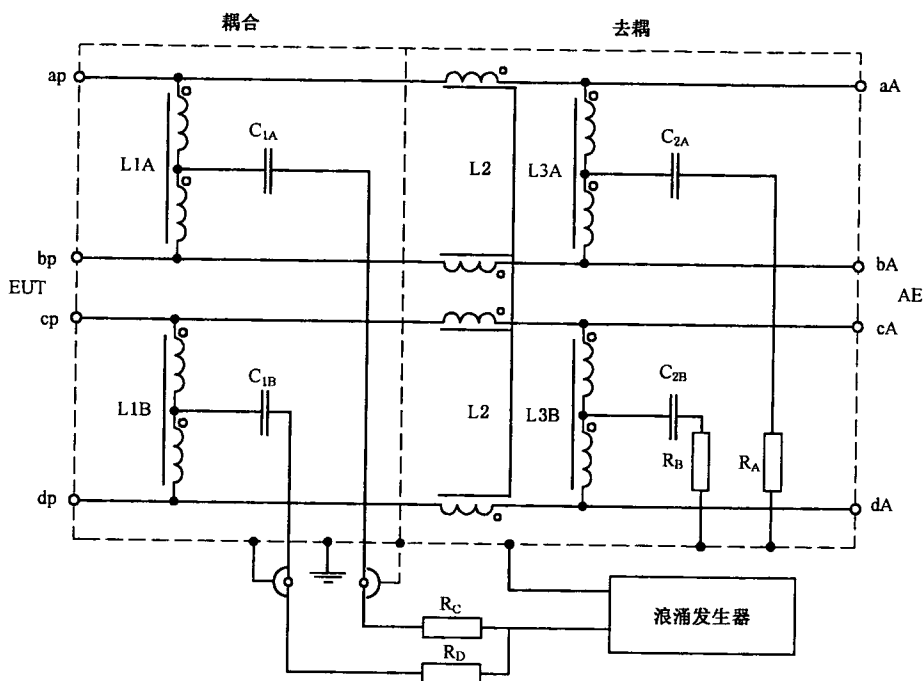 耦合
去耦
ap
aA
C1A
C2A
L1A
L2
L3A
bp
bA
EUT
AE
cp
cA
C1B
C2B
L1B
L2
L3B
RB
RA
dp
dA
RC
浪涌发生器
RD